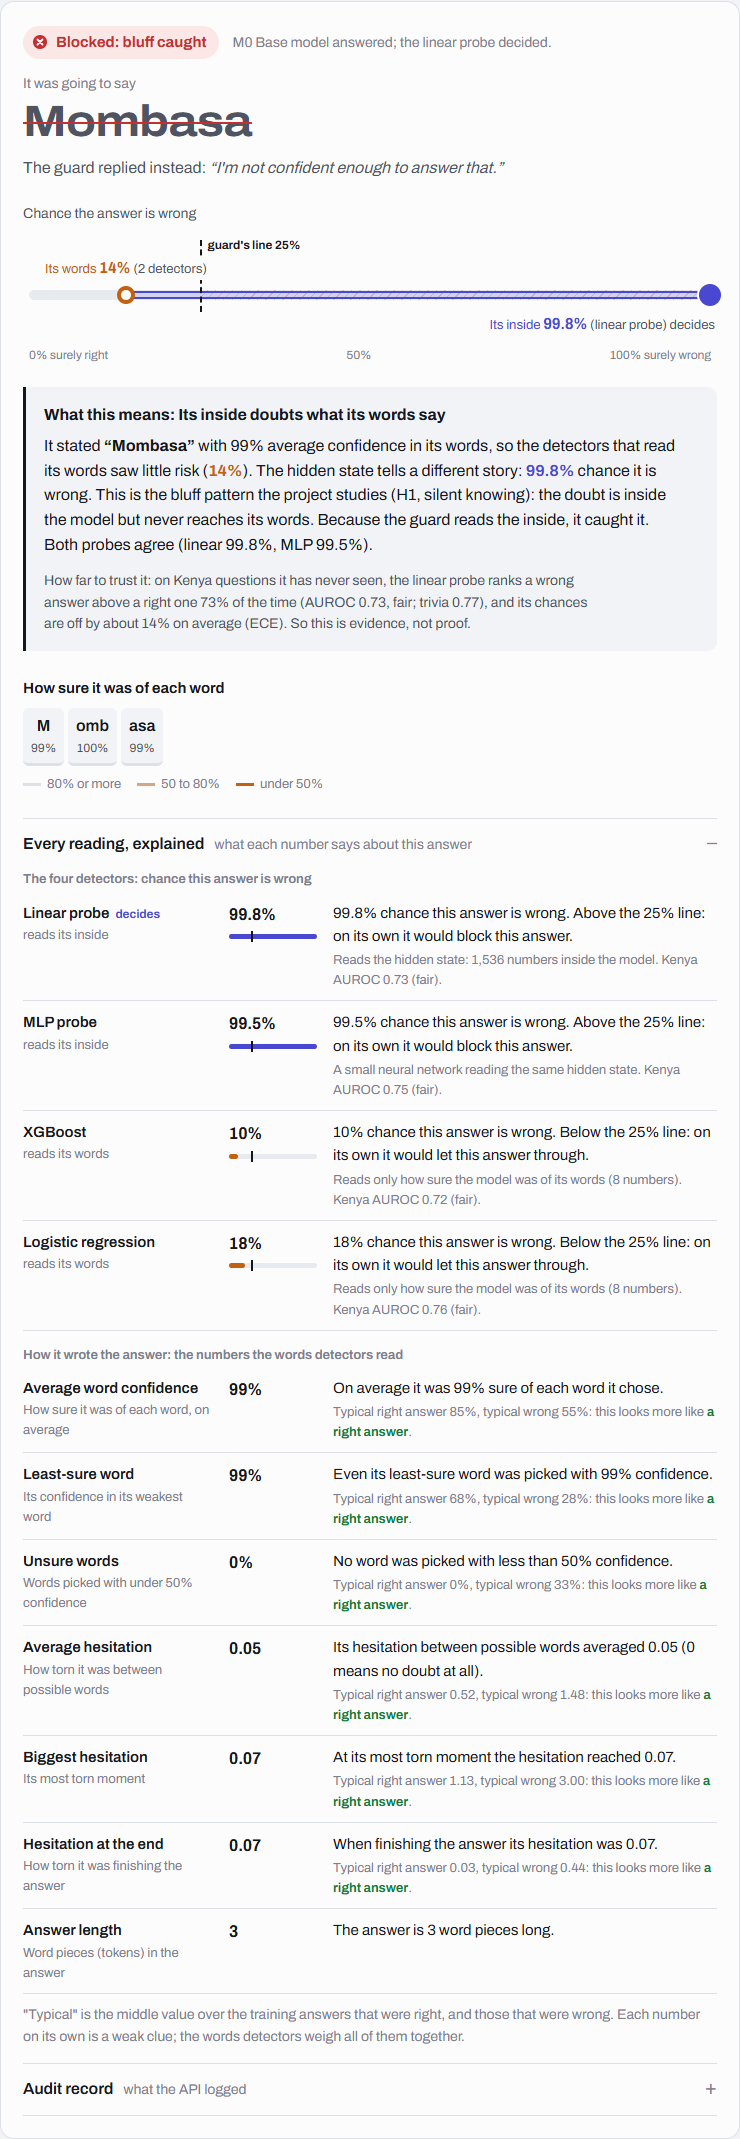 Blocked: bluff caught M0 Base model answered; the linear probe decided.
It was going to say
Mombasa
The guard replied instead: “I'm not confident enough to answer that.”
Chance the answer is wrong
guard's line 25%
Its words 14% (2 detectors)
Its inside 99.8% (linear probe) decides
0% surely right 50% 100% surely wrong
What this means: Its inside doubts what its words say
It stated “Mombasa” with 99% average confidence in its words, so the detectors that read
its words saw little risk (14%). The hidden state tells a different story: 99.8% chance it is
wrong. This is the bluff pattern the project studies (H1, silent knowing): the doubt is inside
the model but never reaches its words. Because the guard reads the inside, it caught it.
Both probes agree (linear 99.8%, MLP 99.5%).
How far to trust it: on Kenya questions it has never seen, the linear probe ranks a wrong
answer above a right one 73% of the time (AUROC 0.73, fair; trivia 0.77), and its chances
are off by about 14% on average (ECE). So this is evidence, not proof.
How sure it was of each word
M omb asa
99% 100% 99%
80% or more 50 to 80% under 50%
Every reading, explained what each number says about this answer −
The four detectors: chance this answer is wrong
Linear probe decides 99.8% 99.8% chance this answer is wrong. Above the 25% line:
reads its inside on its own it would block this answer.
Reads the hidden state: 1,536 numbers inside the model. Kenya
AUROC 0.73 (fair).
MLP probe 99.5% 99.5% chance this answer is wrong. Above the 25% line:
reads its inside on its own it would block this answer.
A small neural network reading the same hidden state. Kenya
AUROC 0.75 (fair).
XGBoost 10% 10% chance this answer is wrong. Below the 25% line: on
reads its words its own it would let this answer through.
Reads only how sure the model was of its words (8 numbers).
Kenya AUROC 0.72 (fair).
Logistic regression 18% 18% chance this answer is wrong. Below the 25% line: on
reads its words its own it would let this answer through.
Reads only how sure the model was of its words (8 numbers).
Kenya AUROC 0.76 (fair).
How it wrote the answer: the numbers the words detectors read
Average word confidence 99% On average it was 99% sure of each word it chose.
How sure it was of each word, on Typical right answer 85%, typical wrong 55%: this looks more like a
average right answer.
Least-sure word 99% Even its least-sure word was picked with 99% confidence.
Its confidence in its weakest Typical right answer 68%, typical wrong 28%: this looks more like a
word right answer.
Unsure words 0% No word was picked with less than 50% confidence.
Words picked with under 50% Typical right answer 0%, typical wrong 33%: this looks more like a
confidence right answer.
Average hesitation 0.05 Its hesitation between possible words averaged 0.05 (0
How torn it was between means no doubt at all).
possible words Typical right answer 0.52, typical wrong 1.48: this looks more like a
right answer.
Biggest hesitation 0.07 At its most torn moment the hesitation reached 0.07.
Its most torn moment Typical right answer 1.13, typical wrong 3.00: this looks more like a
right answer.
Hesitation at the end 0.07 When finishing the answer its hesitation was 0.07.
How torn it was finishing the Typical right answer 0.03, typical wrong 0.44: this looks more like a
answer right answer.
Answer length 3 The answer is 3 word pieces long.
Word pieces (tokens) in the
answer
"Typical" is the middle value over the training answers that were right, and those that were wrong. Each number
on its own is a weak clue; the words detectors weigh all of them together.
Audit record what the API logged +